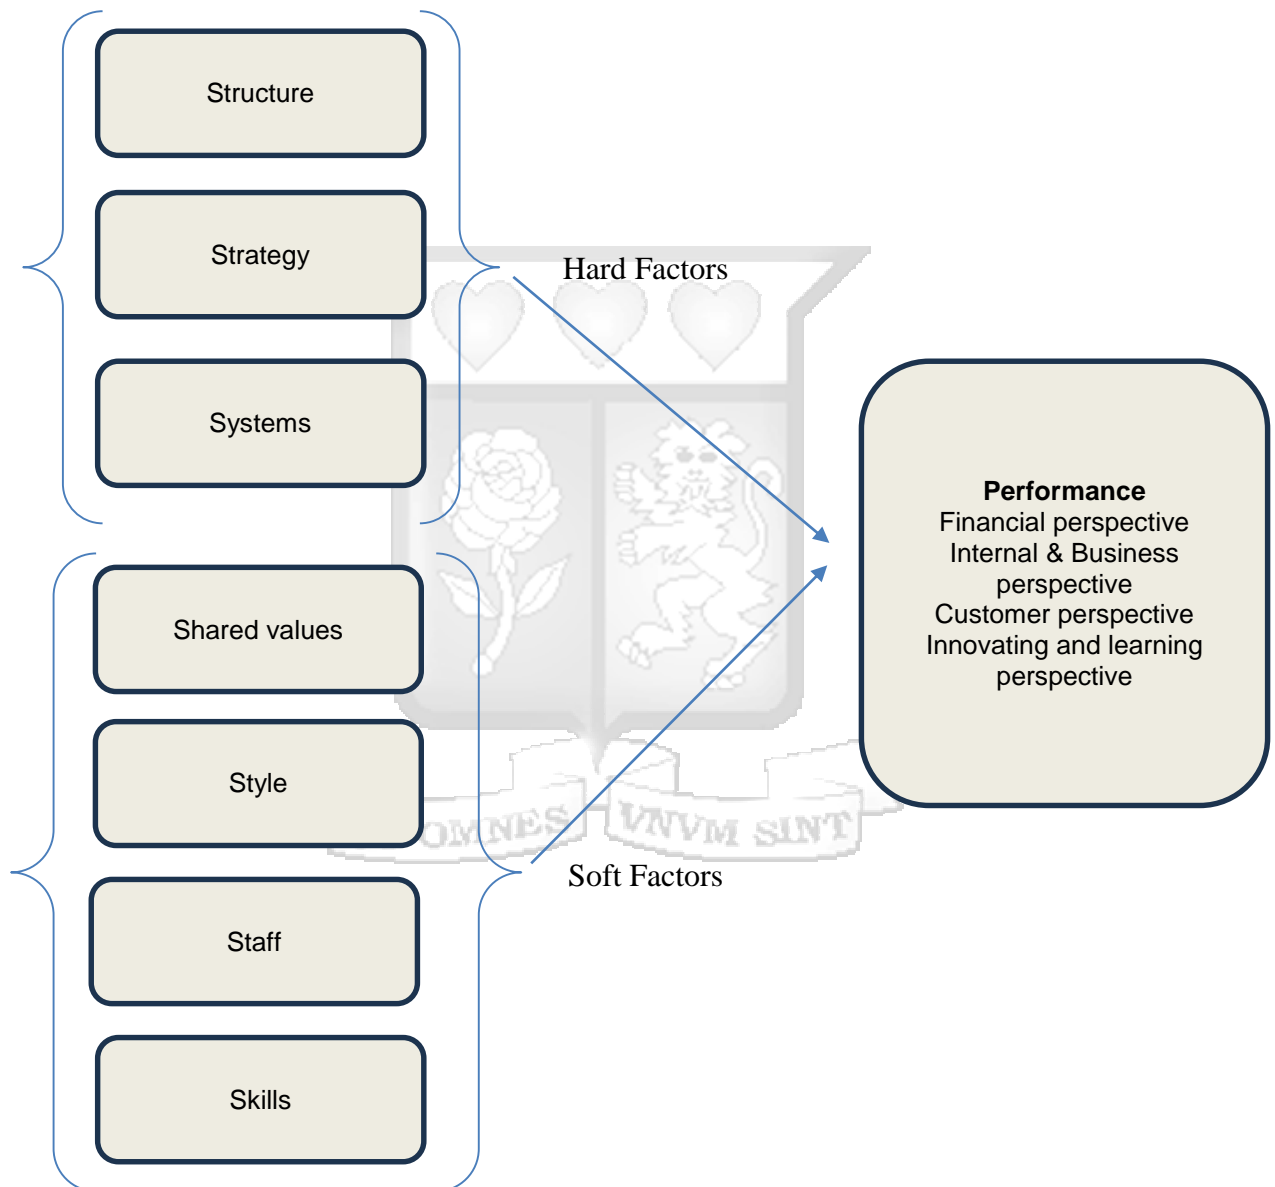 Structure
Strategy
Hard Factors
Systems
Performance
Financial perspective
Internal & Business
perspective
Customer perspective
Innovating and learning
perspective
Shared values
Style
OMNES VNVM SINT
Soft Factors
Staff
Skills